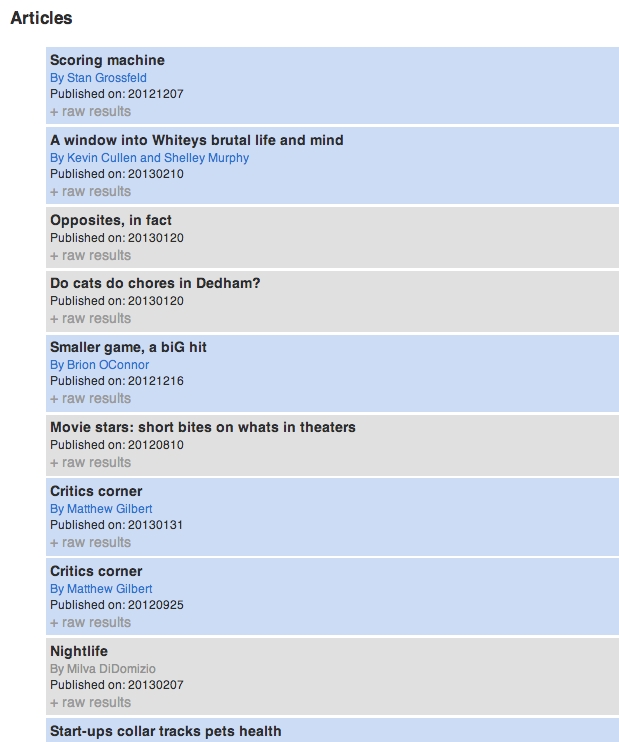 Articles
Scoring machine
By Stan Grossfeld
Published on: 20121207
+ raw results
A window into Whiteys brutal life and mind
By Kevin Cullen and Shelley Murphy
Published on: 20130210
+ raw results
Opposites, in fact
Published on: 20130120
+ raw results
Do cats do chores in Dedham?
Published on: 20130120
+ raw results
Smaller game, a biG hit
By Brion OConnor
Published on: 20121216
+ raw results
Movie stars: short bites on whats in theaters
Published on: 20120810
+ raw results
Critics corner
By Matthew Gilbert
Published on: 20130131
+ raw results
Critics corner
By Matthew Gilbert
Published on: 20120925
+ raw results
Nightlife
By Milva DiDomizio
Published on: 20130207
+ raw results
Start-ups collar tracks pets health